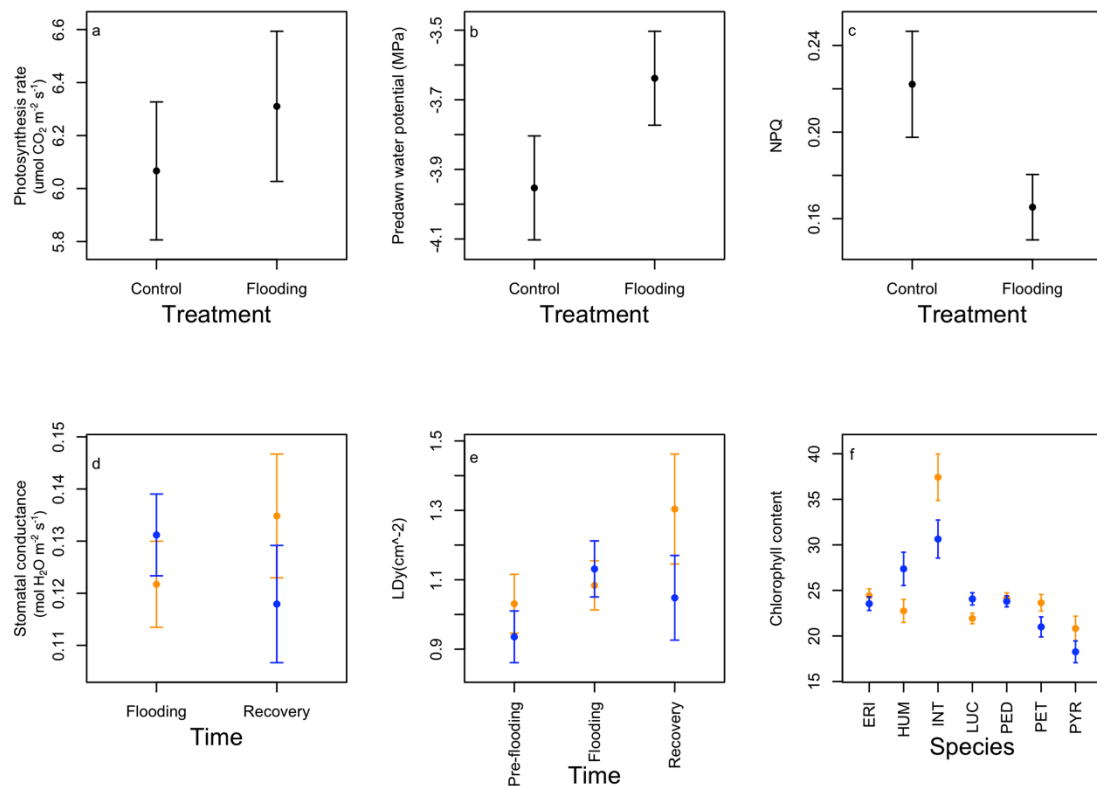 a
Photosynthesis rate
(umol CO₂ m⁻² s⁻¹)
6.6
6.4
6.2
6.0
5.8
Control Flooding
Treatment
b
Predawn water potential (MPa)
-3.5
-3.7
-3.9
-4.1
Control Flooding
Treatment
c
NPQ
0.24
0.20
0.16
Control Flooding
Treatment
d
Stomatal conductance
(mol H₂O m⁻² s⁻¹)
0.15
0.14
0.13
0.12
0.11
Flooding Recovery
Time
e
LDy(cm^-2)
1.5
1.3
1.1
0.9
Pre-flooding
Flooding
Recovery
Time
f
Chlorophyll content
40
35
30
25
20
15
ERI
HUM
INT
LUC
PED
PET
PYR
Species